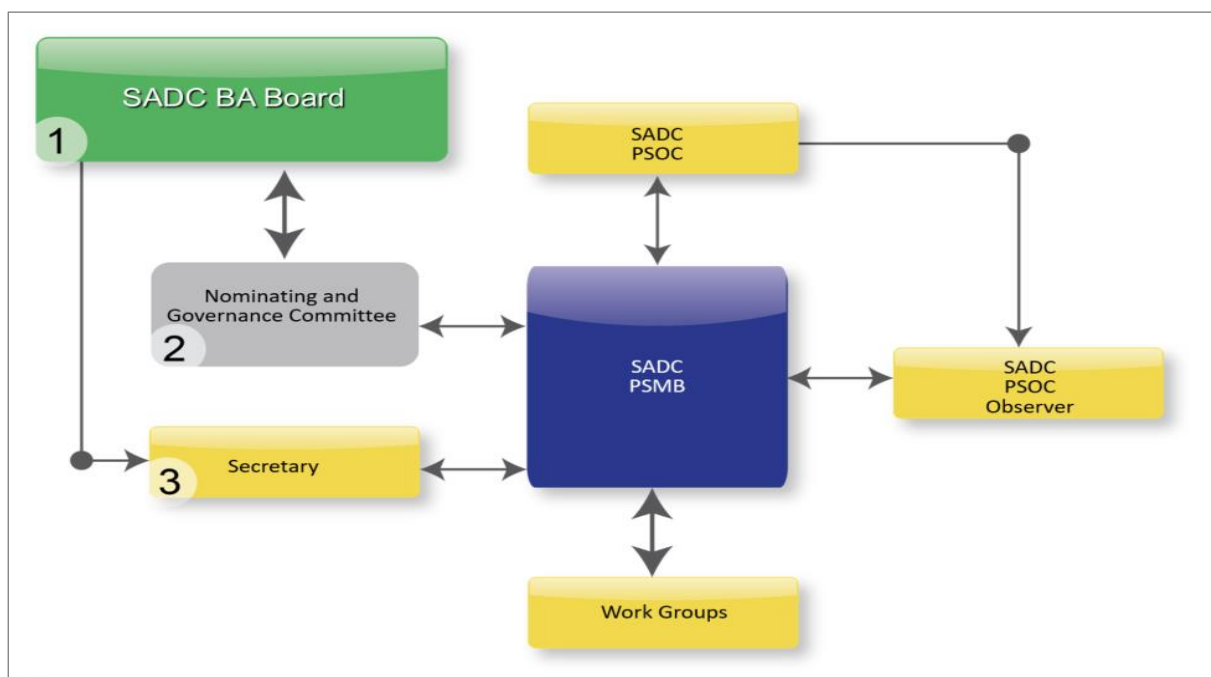 SADC BA Board
1
SADC
PSOC
Nominating and
Governance Committee
2
SADC
PSMB
SADC
PSOC
Observer
Secretary
3
Work Groups